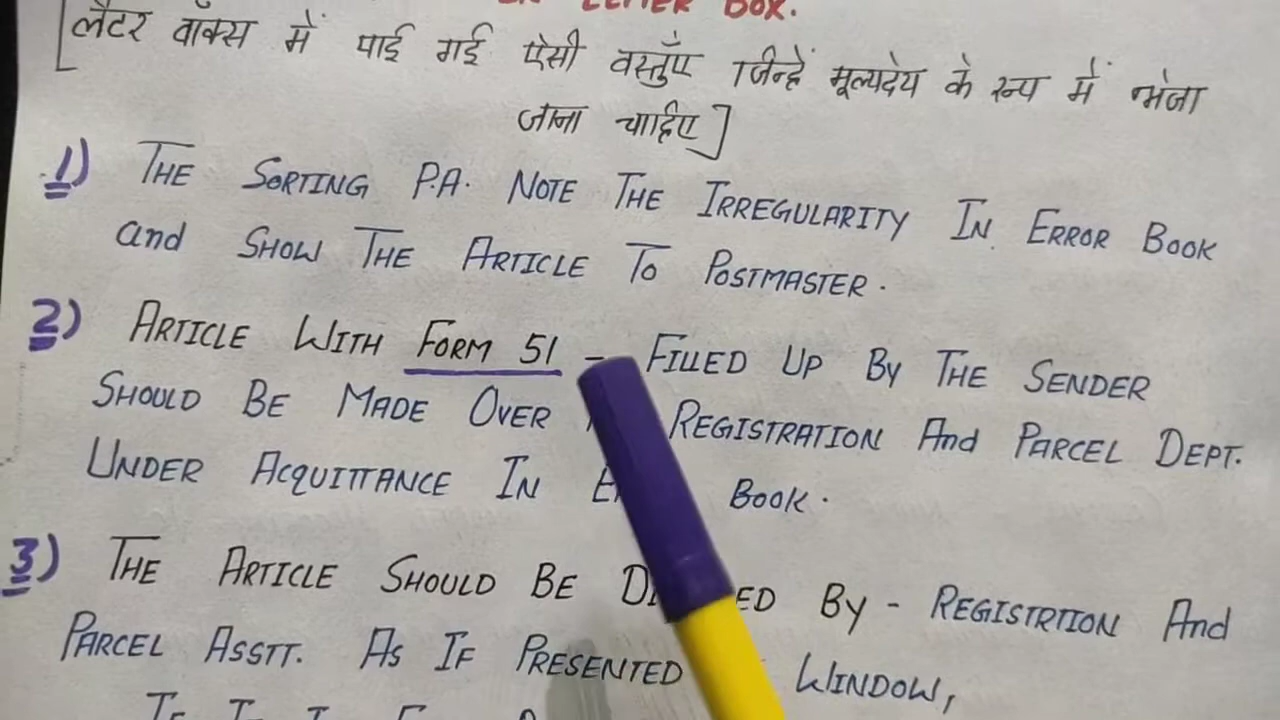 LETTER BOX.
[लैटर बॉक्स में पाई गई ऐसी वस्तुएँ जिन्हें मूल्यदेय के रूप में भेजा
जाना चाहिए]
1) THE SORTING P.A. NOTE THE IRREGULARITY IN ERROR BOOK
and SHOW THE ARTICLE TO POSTMASTER.
2) ARTICLE WITH FORM 51 - FILLED UP BY THE SENDER
SHOULD BE MADE OVER REGISTRATION And PARCEL DEPT.
UNDER ACQUITTANCE IN BOOK.
3) THE ARTICLE SHOULD BE BY - REGISTRTION And
PARCEL ASSTT. AS IF PRESENTED WINDOW,